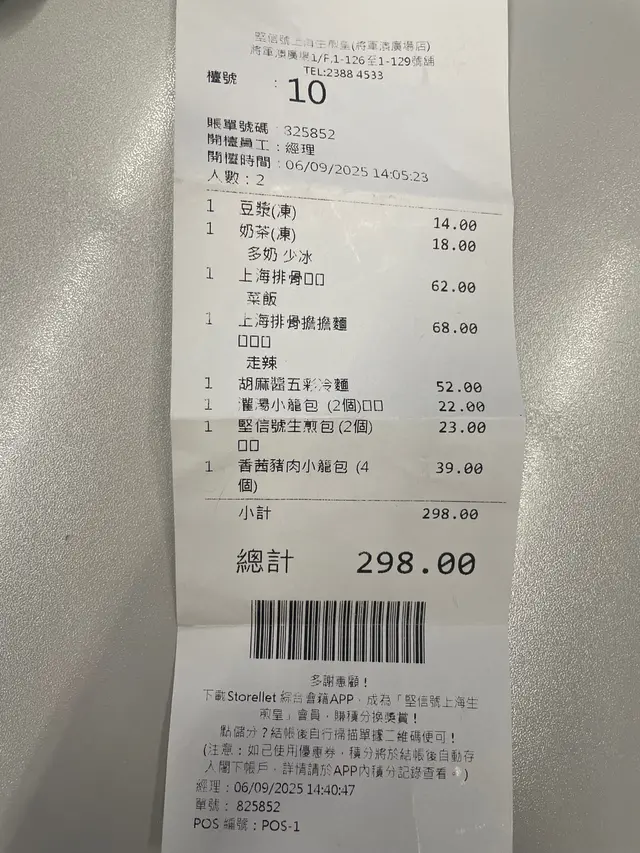 堅信號上海生煎皇(將軍澳廣場店)
將軍澳廣場1/F,1-126至1-129號舖
TEL:2388 4533
檯號 : 10
賬單號碼 : 825852
開檯員工 : 經理
開檯時間 : 06/09/2025 14:05:23
人數 : 2
1 豆漿(凍) 14.00
1 奶茶(凍) 18.00
多奶 少冰
1 上海排骨□□ 62.00
菜飯
1 上海排骨擔擔麵 68.00
□□□
走辣
1 胡麻醬五彩冷麵 52.00
1 灌湯小籠包 (2個)□□ 22.00
1 堅信號生煎包 (2個) 23.00
□□
1 香茜豬肉小籠包 (4 39.00
個)
小計 298.00
總計 298.00
多謝惠顧！
下載Storellet 綜合會籍APP，成為「堅信號上海生
煎皇」會員，賺積分換獎賞！
點儲分？結帳後自行掃描單據二維碼便可！
(注意：如已使用優惠券，積分將於結帳後自動存
入閣下帳戶，詳情請於APP內積分記錄查看。)
經理 : 06/09/2025 14:40:47
單號 : 825852
POS 編號 : POS-1